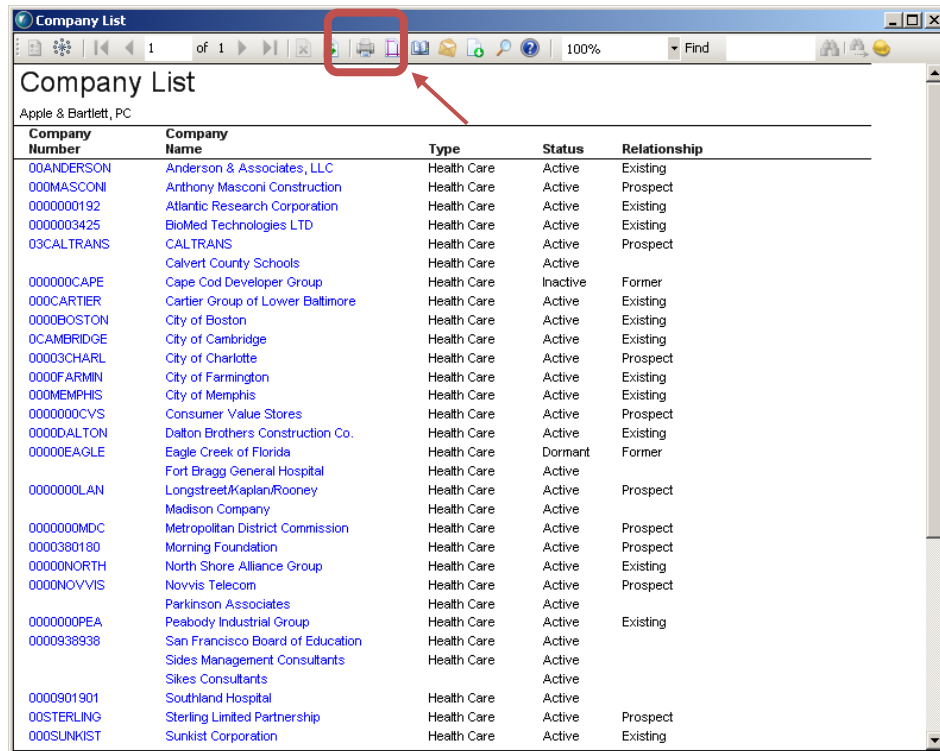 Company List
1 of 1 100% Find
Company List
Apple & Bartlett, PC
Company Number Company Name Type Status Relationship
00ANDERSON Anderson & Associates, LLC Health Care Active Existing
000MASCONI Anthony Masconi Construction Health Care Active Prospect
0000000192 Atlantic Research Corporation Health Care Active Existing
0000003425 BioMed Technologies LTD Health Care Active Existing
03CALTRANS CALTRANS Health Care Active Prospect
Calvert County Schools Health Care Active
000000CAPE Cape Cod Developer Group Health Care Inactive Former
000CARTIER Cartier Group of Lower Baltimore Health Care Active Existing
0000BOSTON City of Boston Health Care Active Existing
0CAMBRIDGE City of Cambridge Health Care Active Existing
00003CHARL City of Charlotte Health Care Active Prospect
0000FARMIN City of Farmington Health Care Active Existing
000MEMPHIS City of Memphis Health Care Active Existing
0000000CVS Consumer Value Stores Health Care Active Prospect
0000DALTON Dalton Brothers Construction Co. Health Care Active Existing
00000EAGLE Eagle Creek of Florida Health Care Dormant Former
Fort Bragg General Hospital Health Care Active
0000000LAN Longstreet/Kaplan/Rooney Health Care Active Prospect
Madison Company Health Care Active
0000000MDC Metropolitan District Commission Health Care Active Prospect
0000380180 Morning Foundation Health Care Active Prospect
00000NORTH North Shore Alliance Group Health Care Active Existing
0000NOVVIS Novvis Telecom Health Care Active Prospect
Parkinson Associates Health Care Active
0000000PEA Peabody Industrial Group Health Care Active Existing
0000938938 San Francisco Board of Education Health Care Active
Sides Management Consultants Health Care Active
Sikes Consultants Active
0000901901 Southland Hospital Health Care Active
00STERLING Sterling Limited Partnership Health Care Active Prospect
000SUNKIST Sunkist Corporation Health Care Active Existing